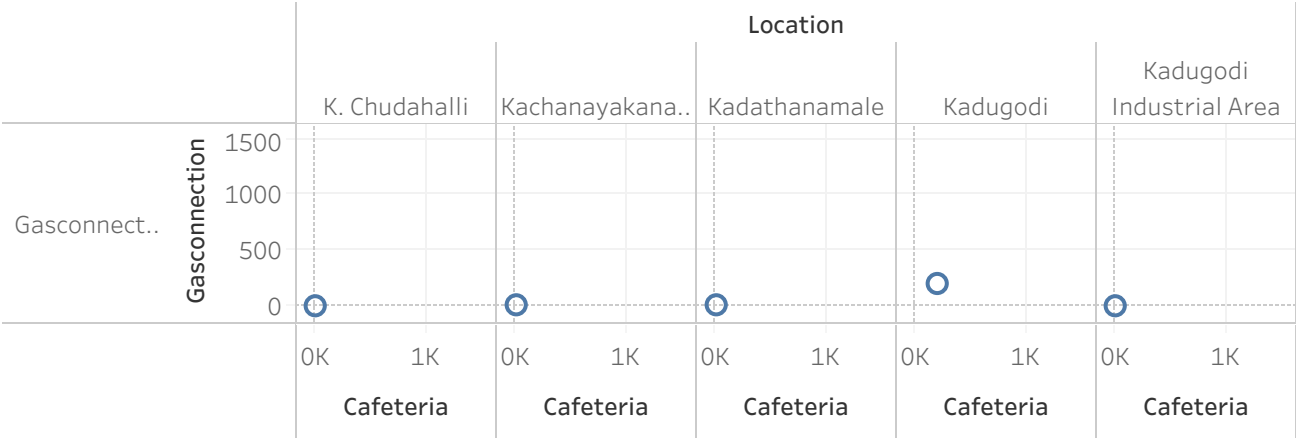 Location
K. Chudahalli
Kachanayakana..
Kadathanamale
Kadugodi
Kadugodi
Industrial Area
Gasconnect..
Gasconnection
1500
1000
500
0
0K 1K 0K 1K 0K 1K 0K 1K 0K 1K
Cafeteria Cafeteria Cafeteria Cafeteria Cafeteria